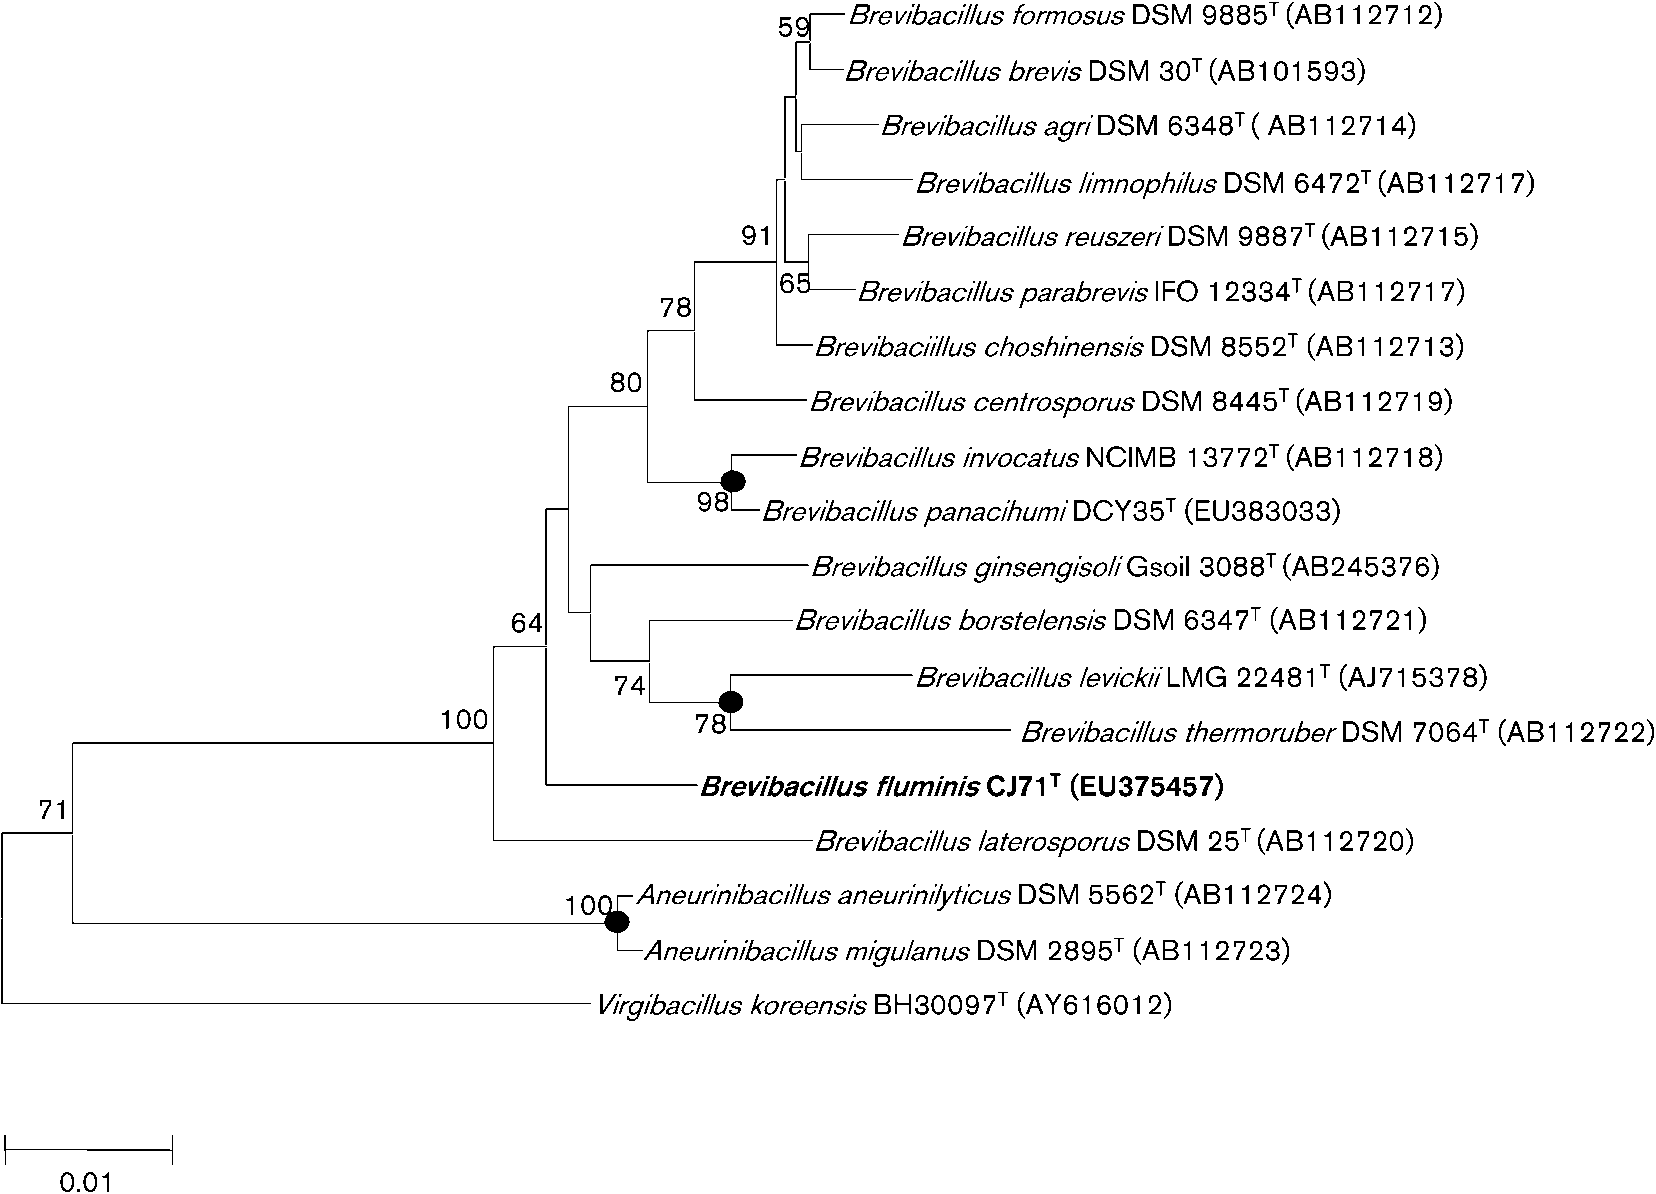 59
Brevibacillus formosus DSM 9885T (AB112712)
Brevibacillus brevis DSM 30T (AB101593)
Brevibacillus agri DSM 6348T ( AB112714)
Brevibacillus limnophilus DSM 6472T (AB112717)
91
Brevibacillus reuszeri DSM 9887T (AB112715)
65
Brevibacillus parabrevis IFO 12334T (AB112717)
78
Brevibaciillus choshinensis DSM 8552T (AB112713)
80
Brevibacillus centrosporus DSM 8445T (AB112719)
Brevibacillus invocatus NCIMB 13772T (AB112718)
98
Brevibacillus panacihumi DCY35T (EU383033)
Brevibacillus ginsengisoli Gsoil 3088T (AB245376)
64
Brevibacillus borstelensis DSM 6347T (AB112721)
74
Brevibacillus levickii LMG 22481T (AJ715378)
78
Brevibacillus thermoruber DSM 7064T (AB112722)
100
Brevibacillus fluminis CJ71T (EU375457)
71
Brevibacillus laterosporus DSM 25T (AB112720)
100
Aneurinibacillus aneurinilyticus DSM 5562T (AB112724)
Aneurinibacillus migulanus DSM 2895T (AB112723)
Virgibacillus koreensis BH30097T (AY616012)
0.01